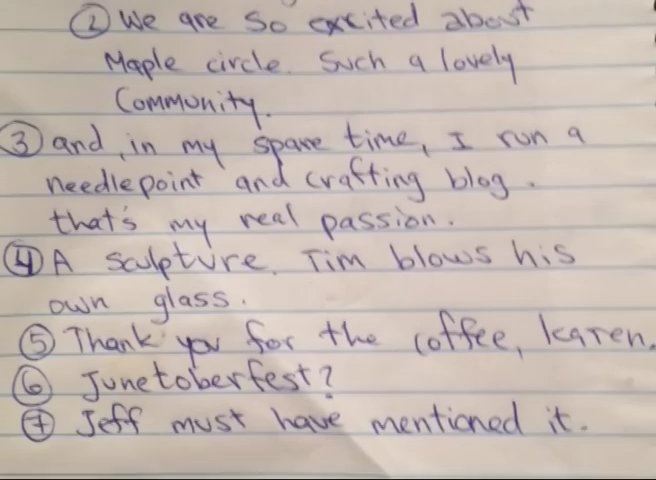 ② We are so excited about
Maple circle. Such a lovely
Community.
③ and, in my spare time, I run a
needlepoint and crafting blog.
that's my real passion.
④ A sculpture. Tim blows his
own glass.
⑤ Thank you for the coffee, karen.
⑥ Junetoberfest?
⑦ Jeff must have mentioned it.